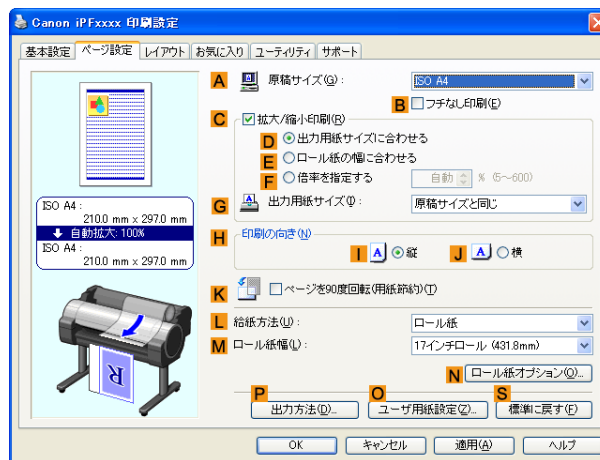 Canon iPFxxxx 印刷設定
基本設定 ページ設定 レイアウト お気に入り ユーティリティ サポート
A 原稿サイズ(G): ISO A4
B フチなし印刷(E)
C 拡大/縮小印刷(R)
D 出力用紙サイズに合わせる
E ロール紙の幅に合わせる
F 倍率を指定する 自動 % (5～600)
G 出力用紙サイズ(I): 原稿サイズと同じ
ISO A4:
210.0 mm x 297.0 mm
自動拡大: 100%
ISO A4:
210.0 mm x 297.0 mm
H 印刷の向き(N)
I A 縦 J A 横
K ページを90度回転(用紙節約)(T)
L 給紙方法(U): ロール紙
M ロール紙幅(L): 17インチロール (431.8mm)
R
N ロール紙オプション(Q)...
P O S
出力方法(D)... ユーザ用紙設定(Z)... 標準に戻す(F)
OK キャンセル 適用(A) ヘルプ